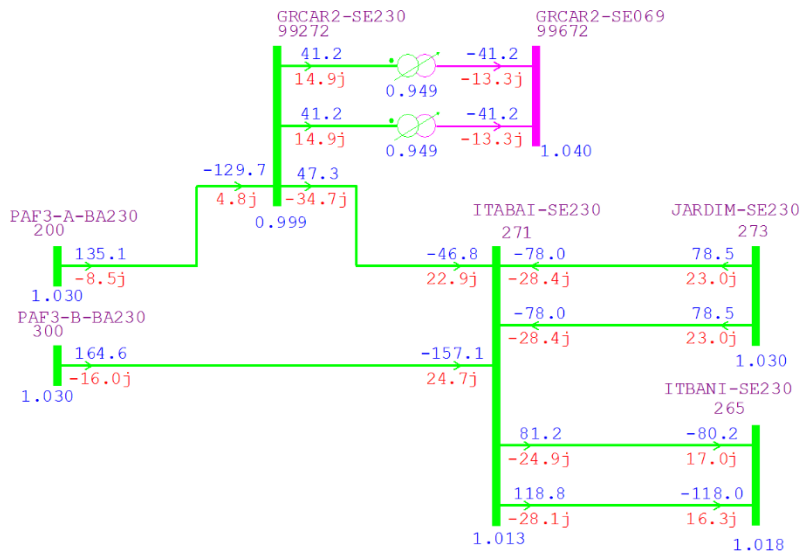 GRCAR2-SE230
99272
GRCAR2-SE069
99672
41.2
14.9j
0.949
-41.2
-13.3j
41.2
14.9j
0.949
-41.2
-13.3j
1.040
-129.7
4.8j
47.3
-34.7j
0.999
PAF3-A-BA230
200
135.1
-8.5j
1.030
ITABAI-SE230
271
JARDIM-SE230
273
-46.8
22.9j
-78.0
-28.4j
78.5
23.0j
-78.0
-28.4j
78.5
23.0j
1.030
PAF3-B-BA230
300
164.6
-16.0j
1.030
-157.1
24.7j
ITBANI-SE230
265
81.2
-24.9j
-80.2
17.0j
118.8
-28.1j
-118.0
16.3j
1.013
1.018